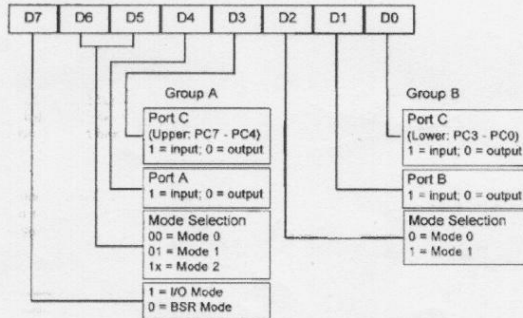 D7 D6 D5 D4 D3 D2 D1 D0
Group A
Port C
(Upper: PC7 - PC4)
1 = input; 0 = output
Port A
1 = input; 0 = output
Mode Selection
00 = Mode 0
01 = Mode 1
1x = Mode 2
1 = I/O Mode
0 = BSR Mode
Group B
Port C
(Lower: PC3 - PC0)
1 = input; 0 = output
Port B
1 = input; 0 = output
Mode Selection
0 = Mode 0
1 = Mode 1